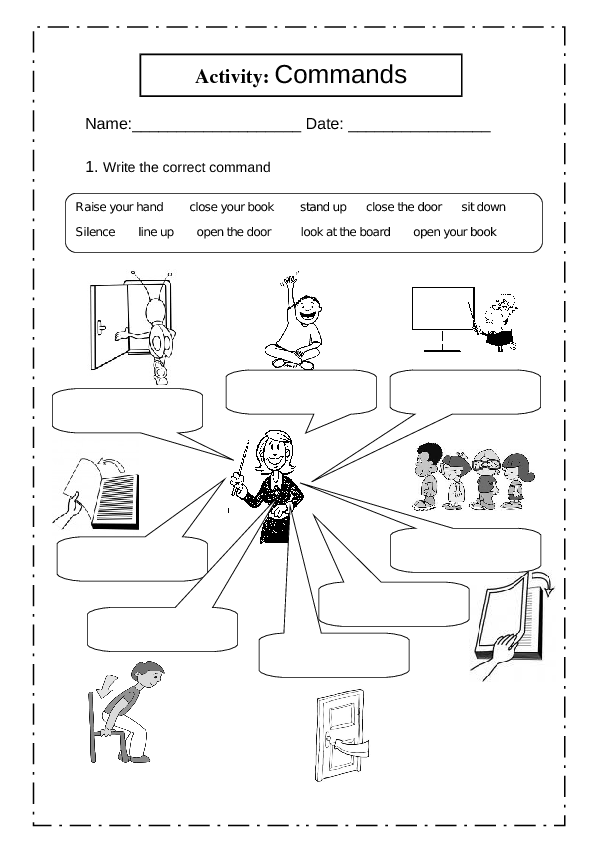 Activity: Commands
Name:___________________ Date: ________________
1. Write the correct command
Raise your hand close your book stand up close the door sit down
Silence line up open the door look at the board open your book